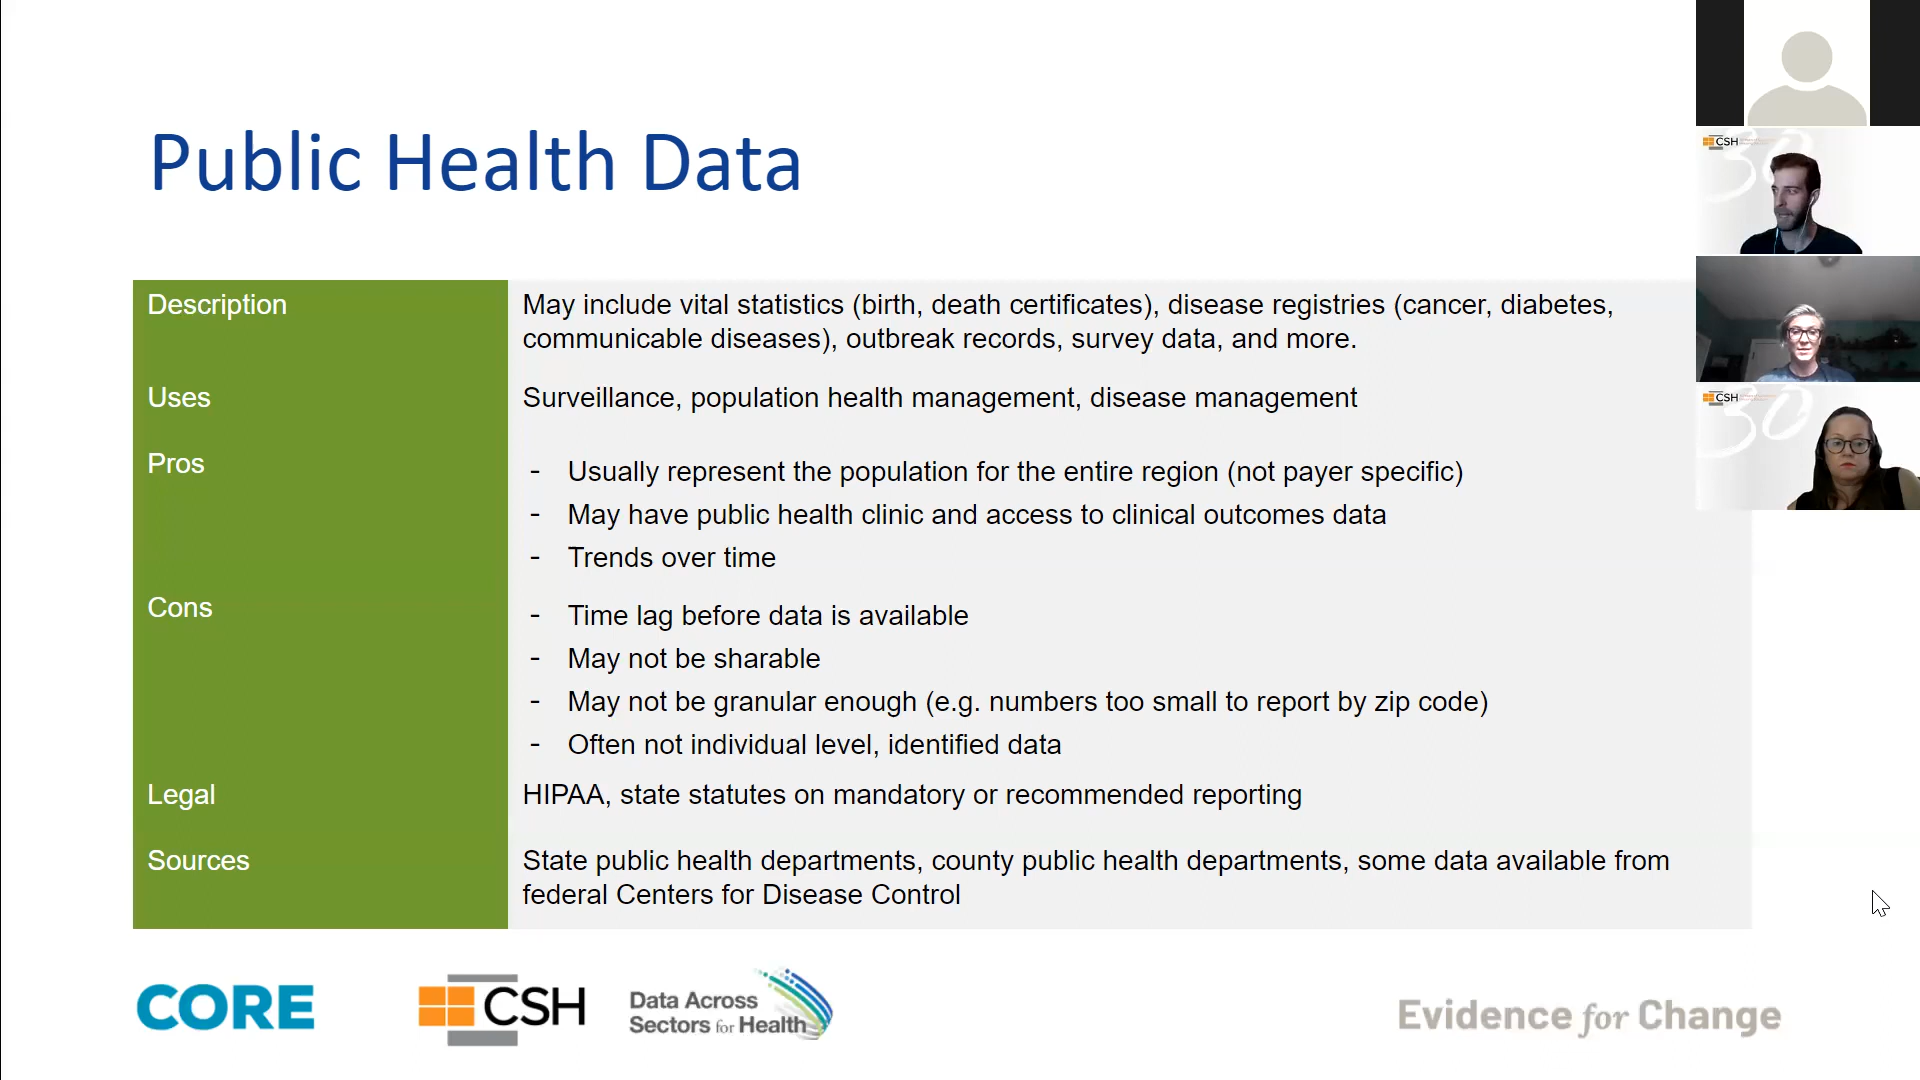 Public Health Data
Description
May include vital statistics (birth, death certificates), disease registries (cancer, diabetes,
communicable diseases), outbreak records, survey data, and more.
Uses
Surveillance, population health management, disease management
Pros
- Usually represent the population for the entire region (not payer specific)
- May have public health clinic and access to clinical outcomes data
- Trends over time
Cons
- Time lag before data is available
- May not be sharable
- May not be granular enough (e.g. numbers too small to report by zip code)
- Often not individual level, identified data
Legal
HIPAA, state statutes on mandatory or recommended reporting
Sources
State public health departments, county public health departments, some data available from
federal Centers for Disease Control
CORE
CSH
Data Across
Sectors for Health
Evidence for Change
CSH
30
CSH
30